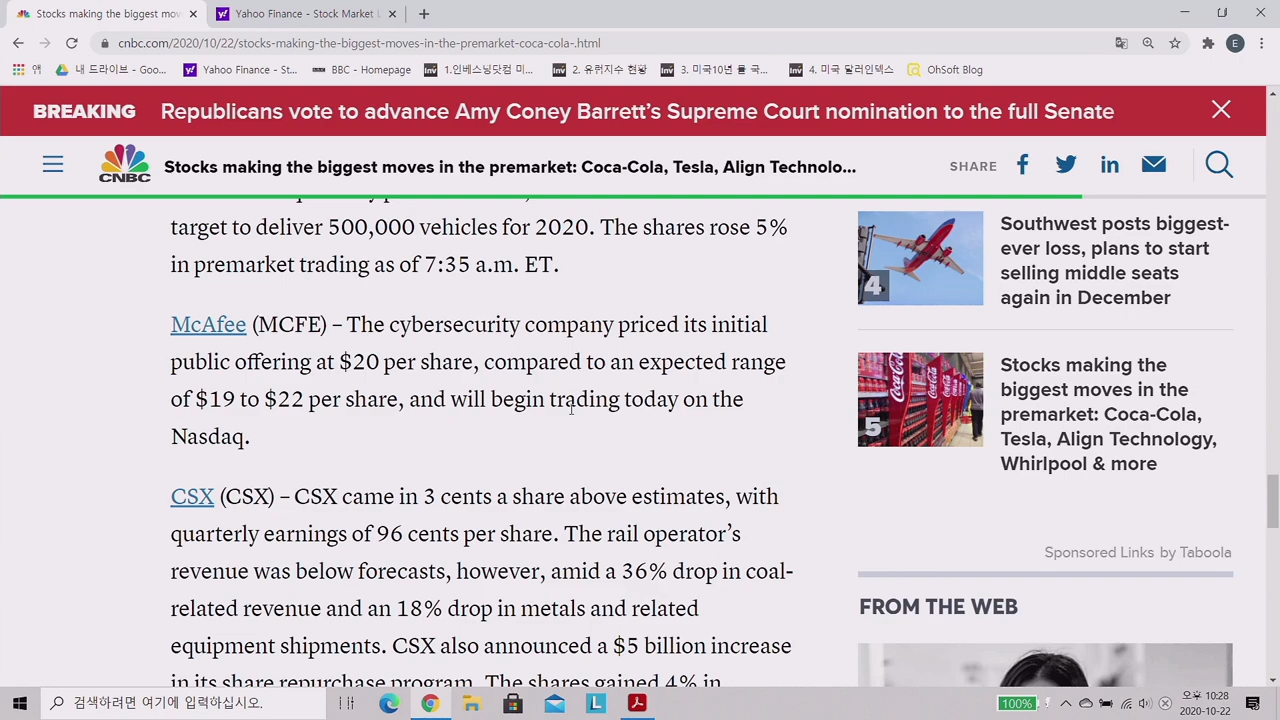 Stocks making the biggest mov
Yahoo Finance - Stock Market L
cnbc.com/2020/10/22/stocks-making-the-biggest-moves-in-the-premarket-coca-cola-.html
E
앱
내 드라이브 - Goo...
Yahoo Finance - St...
BBC - Homepage
1.인베스닝닷컴 미...
2. 유퀴지수 현황
3. 미국10년 률 국...
4. 미국 달러인덱스
OhSoft Blog
BREAKING
Republicans vote to advance Amy Coney Barrett's Supreme Court nomination to the full Senate
CNBC
Stocks making the biggest moves in the premarket: Coca-Cola, Tesla, Align Technolo...
SHARE
target to deliver 500,000 vehicles for 2020. The shares rose 5%
in premarket trading as of 7:35 a.m. ET.
McAfee (MCFE) – The cybersecurity company priced its initial
public offering at $20 per share, compared to an expected range
of $19 to $22 per share, and will begin trading today on the
Nasdaq.
CSX (CSX) – CSX came in 3 cents a share above estimates, with
quarterly earnings of 96 cents per share. The rail operator's
revenue was below forecasts, however, amid a 36% drop in coal-
related revenue and an 18% drop in metals and related
equipment shipments. CSX also announced a $5 billion increase
in its share repurchase program. The shares gained 4% in
4
Southwest posts biggest-
ever loss, plans to start
selling middle seats
again in December
5
Stocks making the
biggest moves in the
premarket: Coca-Cola,
Tesla, Align Technology,
Whirlpool & more
Sponsored Links by Taboola
FROM THE WEB
검색하려면 여기에 입력하십시오.
100%
오후 10:28
2020-10-22